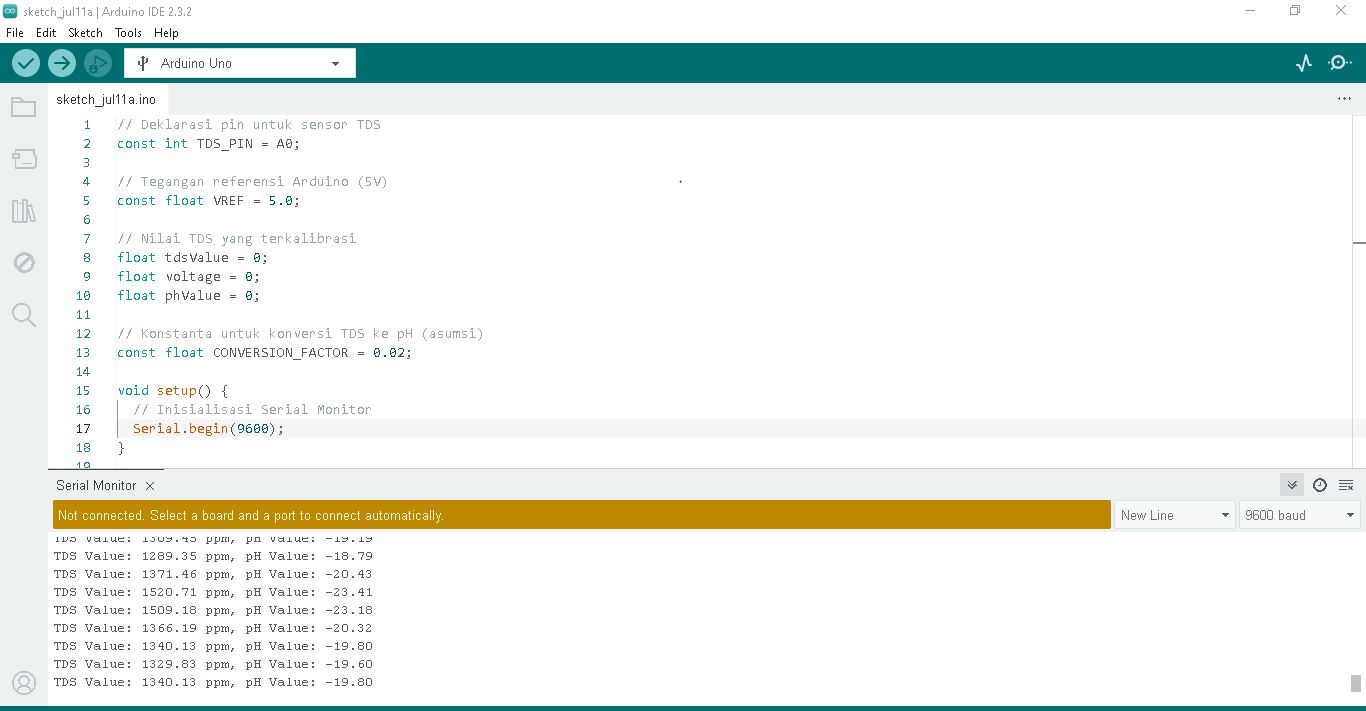 sketch_jul11a | Arduino IDE 2.3.2
File Edit Sketch Tools Help
Arduino Uno
sketch_jul11a.ino
1 // Deklarasi pin untuk sensor TDS
2 const int TDS_PIN = A0;
3
4 // Tegangan referensi Arduino (5V)
5 const float VREF = 5.0;
6
7 // Nilai TDS yang terkalibrasi
8 float tdsValue = 0;
9 float voltage = 0;
10 float phValue = 0;
11
12 // Konstanta untuk konversi TDS ke pH (asumsi)
13 const float CONVERSION_FACTOR = 0.02;
14
15 void setup() {
16 // Inisialisasi Serial Monitor
17 Serial.begin(9600);
18 }
19
Serial Monitor
Not connected. Select a board and a port to connect automatically.
New Line
9600 baud
TDS Value: 1309.45 ppm, pH Value: -19.19
TDS Value: 1289.35 ppm, pH Value: -18.79
TDS Value: 1371.46 ppm, pH Value: -20.43
TDS Value: 1520.71 ppm, pH Value: -23.41
TDS Value: 1509.18 ppm, pH Value: -23.18
TDS Value: 1366.19 ppm, pH Value: -20.32
TDS Value: 1340.13 ppm, pH Value: -19.80
TDS Value: 1329.83 ppm, pH Value: -19.60
TDS Value: 1340.13 ppm, pH Value: -19.80